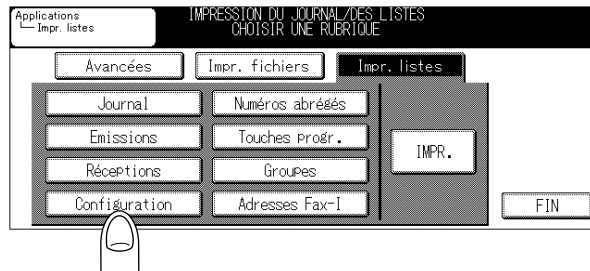 Applications
Impr. listes
IMPRESSION DU JOURNAL/DES LISTES
CHOISIR UNE RUBRIQUE
Avancées Impr. fichiers Impr. listes
Journal Numéros abrégés
Emissions Touches progr.
IMPR.
Réceptions Groupes
Configuration Adresses Fax-I
FIN